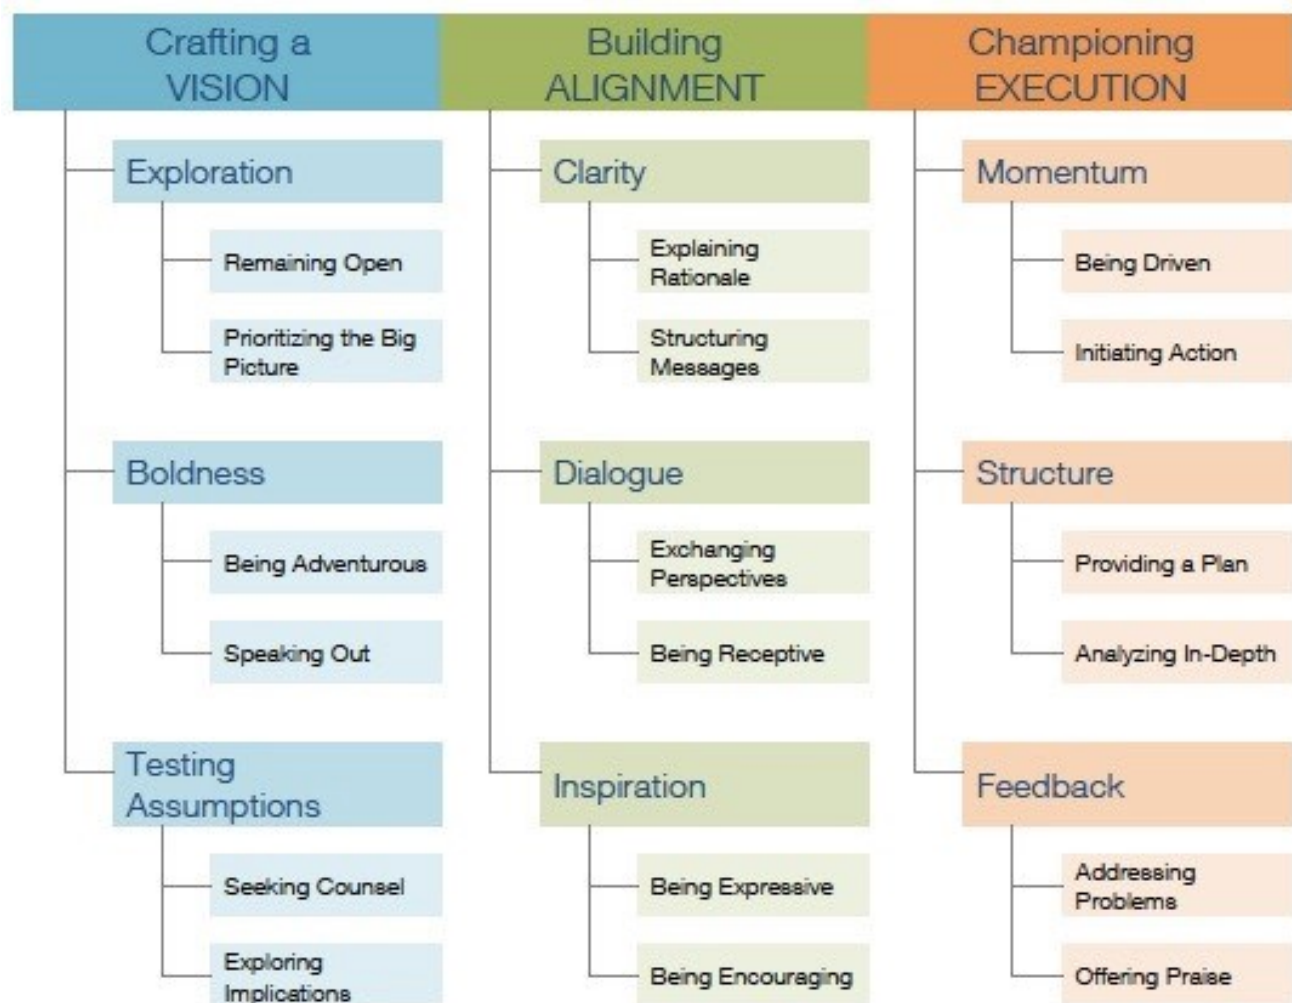 Crafting a
VISION
Exploration
Remaining Open
Prioritizing the Big
Picture
Boldness
Being Adventurous
Speaking Out
Testing
Assumptions
Seeking Counsel
Exploring
Implications
Building
ALIGNMENT
Clarity
Explaining
Rationale
Structuring
Messages
Dialogue
Exchanging
Perspectives
Being Receptive
Inspiration
Being Expressive
Being Encouraging
Championing
EXECUTION
Momentum
Being Driven
Initiating Action
Structure
Providing a Plan
Analyzing In-Depth
Feedback
Addressing
Problems
Offering Praise